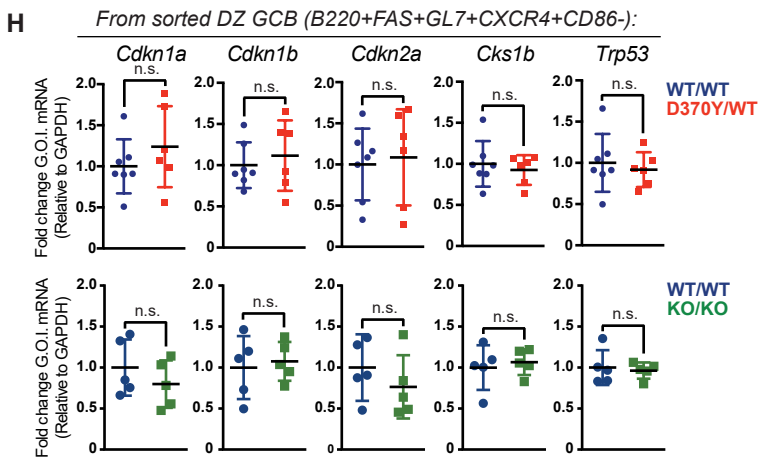 H
From sorted DZ GCB (B220+FAS+GL7+CXCR4+CD86-):
Cdkn1a Cdkn1b Cdkn2a Cks1b Trp53
Fold change G.O.I. mRNA
(Relative to GAPDH)
2.0 1.5 1.0 0.5 0
n.s.
2.0 1.5 1.0 0.5 0
n.s.
2.0 1.5 1.0 0.5 0
n.s.
2.0 1.5 1.0 0.5 0
n.s.
2.0 1.5 1.0 0.5 0
n.s.
WT/WT
D370Y/WT
Fold change G.O.I. mRNA
(Relative to GAPDH)
2.0 1.5 1.0 0.5 0
n.s.
2.0 1.5 1.0 0.5 0
n.s.
2.0 1.5 1.0 0.5 0
n.s.
2.0 1.5 1.0 0.5 0
n.s.
2.0 1.5 1.0 0.5 0
n.s.
WT/WT
KO/KO